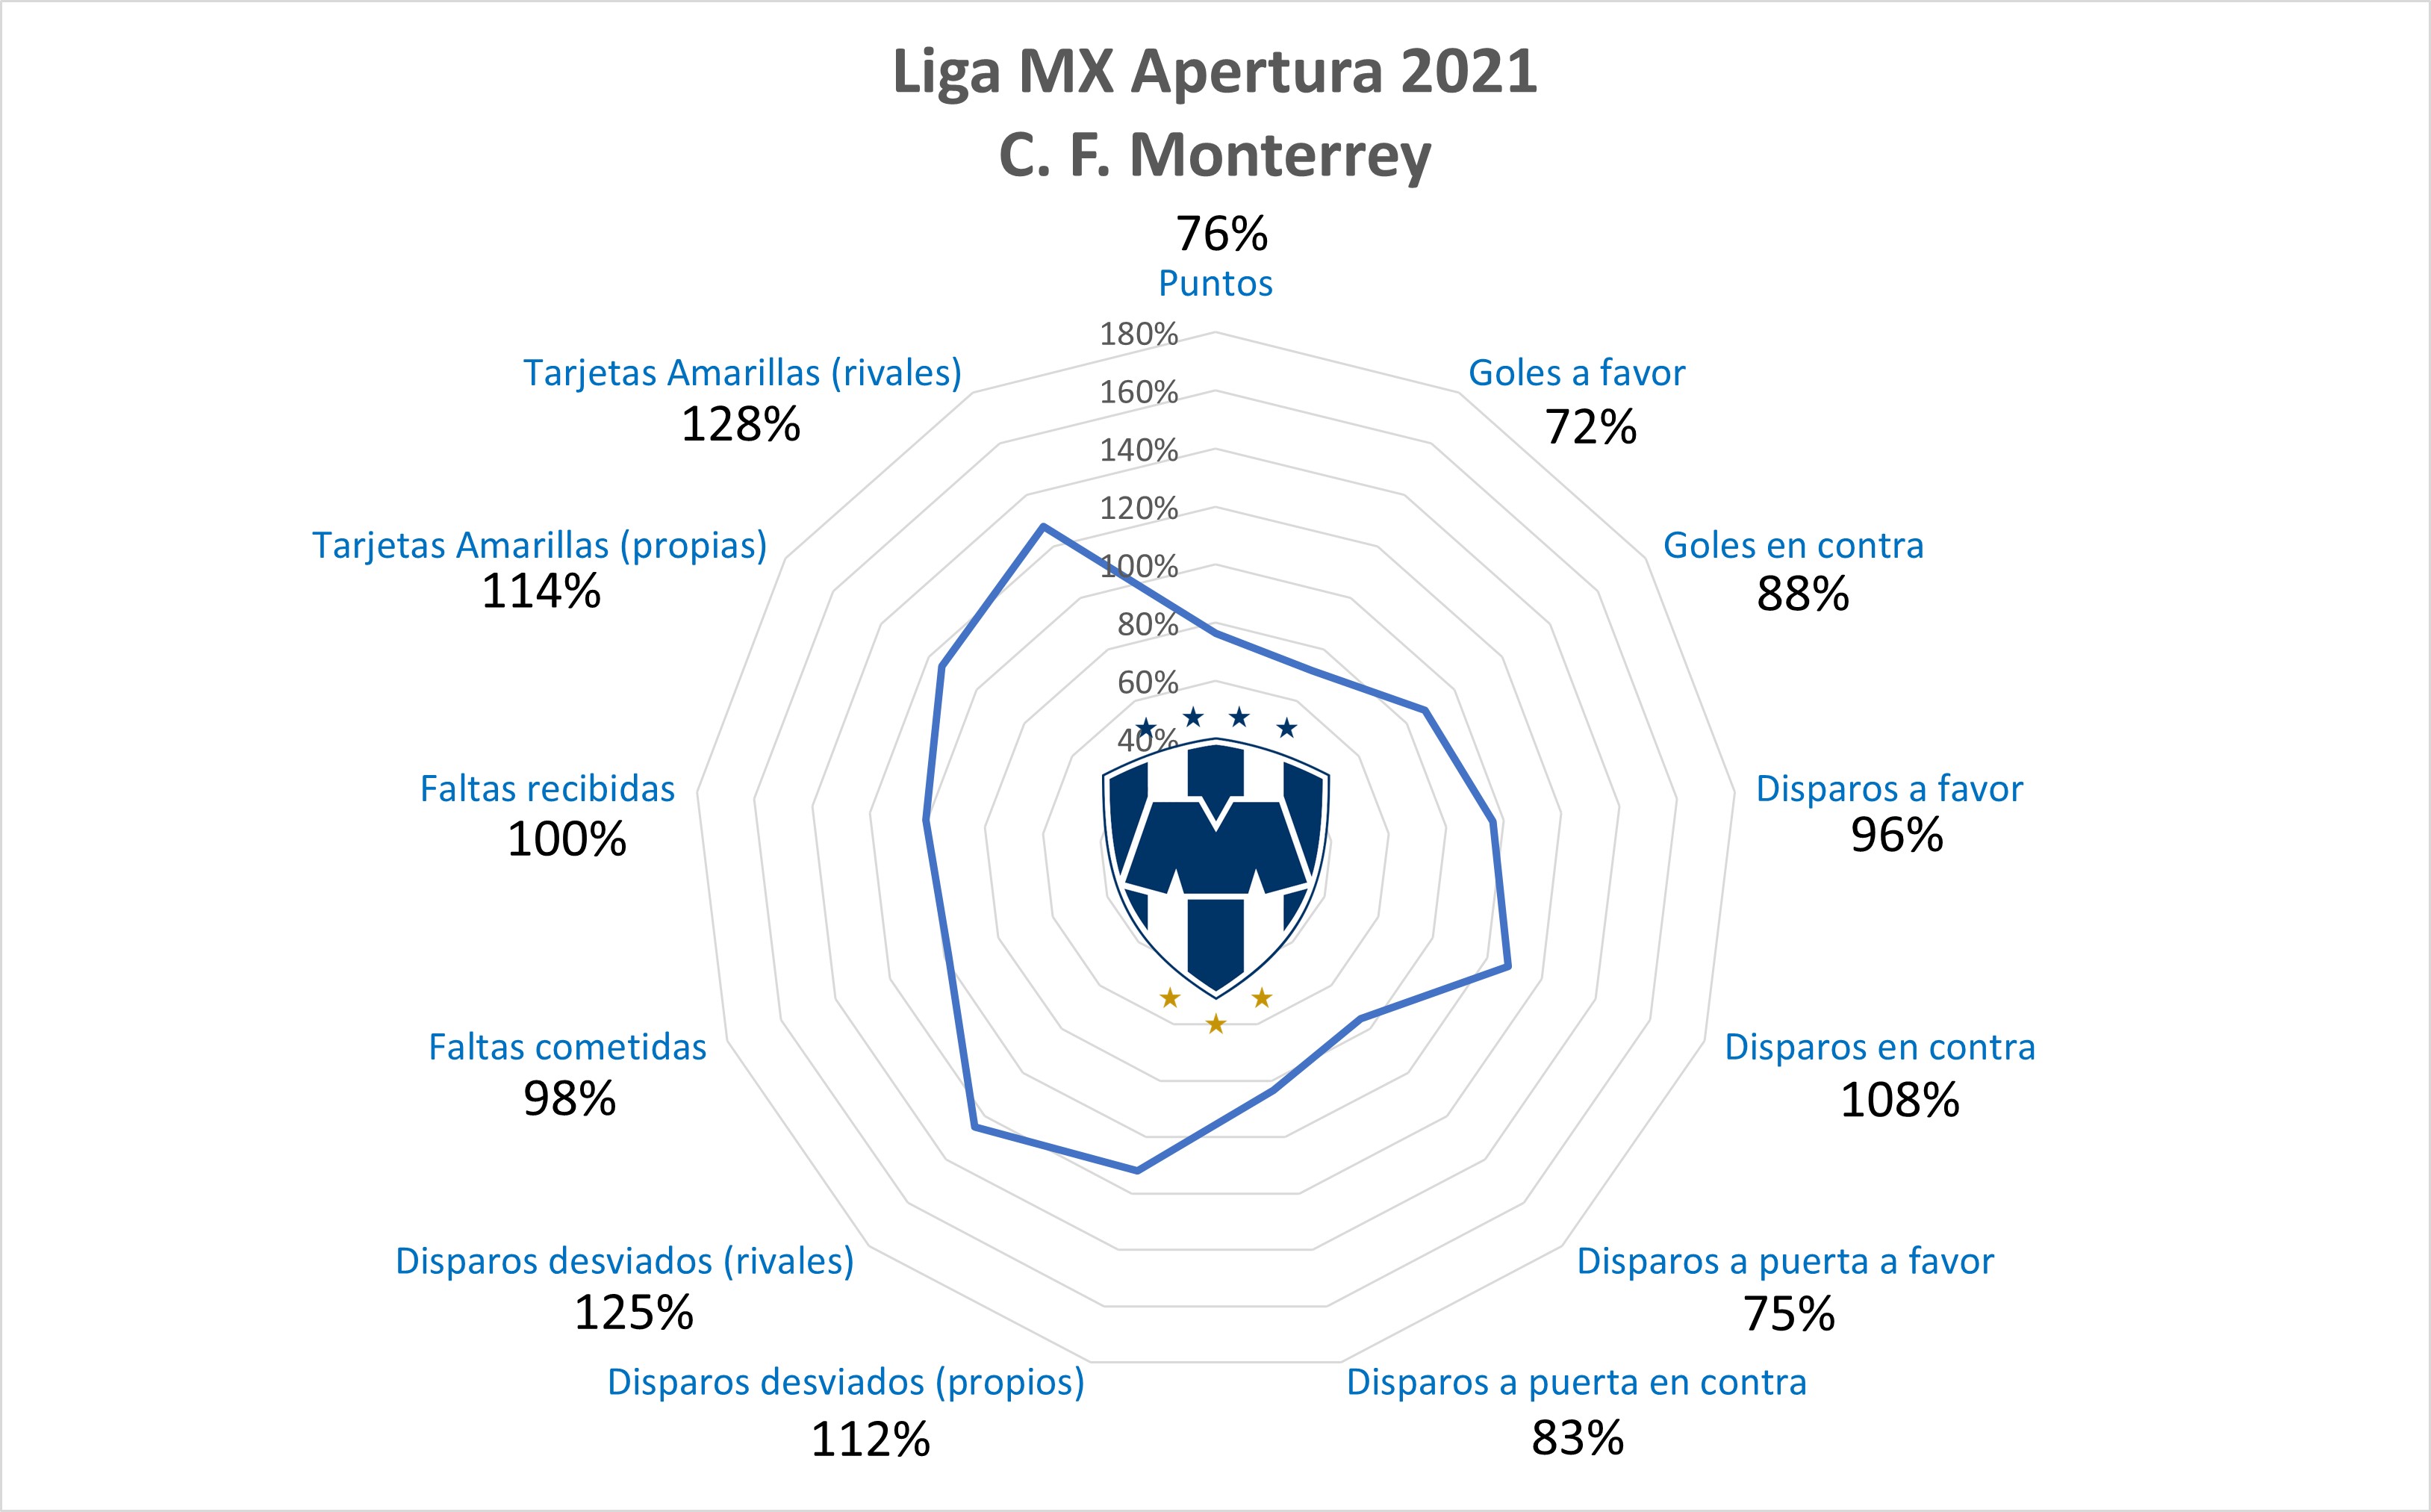 Liga MX Apertura 2021
C. F. Monterrey
76%
Puntos
180%
160%
140%
120%
100%
80%
60%
40%
Goles a favor
72%
Goles en contra
88%
Disparos a favor
96%
Disparos en contra
108%
Disparos a puerta a favor
75%
Disparos a puerta en contra
83%
Disparos desviados (propios)
112%
Disparos desviados (rivales)
125%
Faltas cometidas
98%
Faltas recibidas
100%
Tarjetas Amarillas (propias)
114%
Tarjetas Amarillas (rivales)
128%